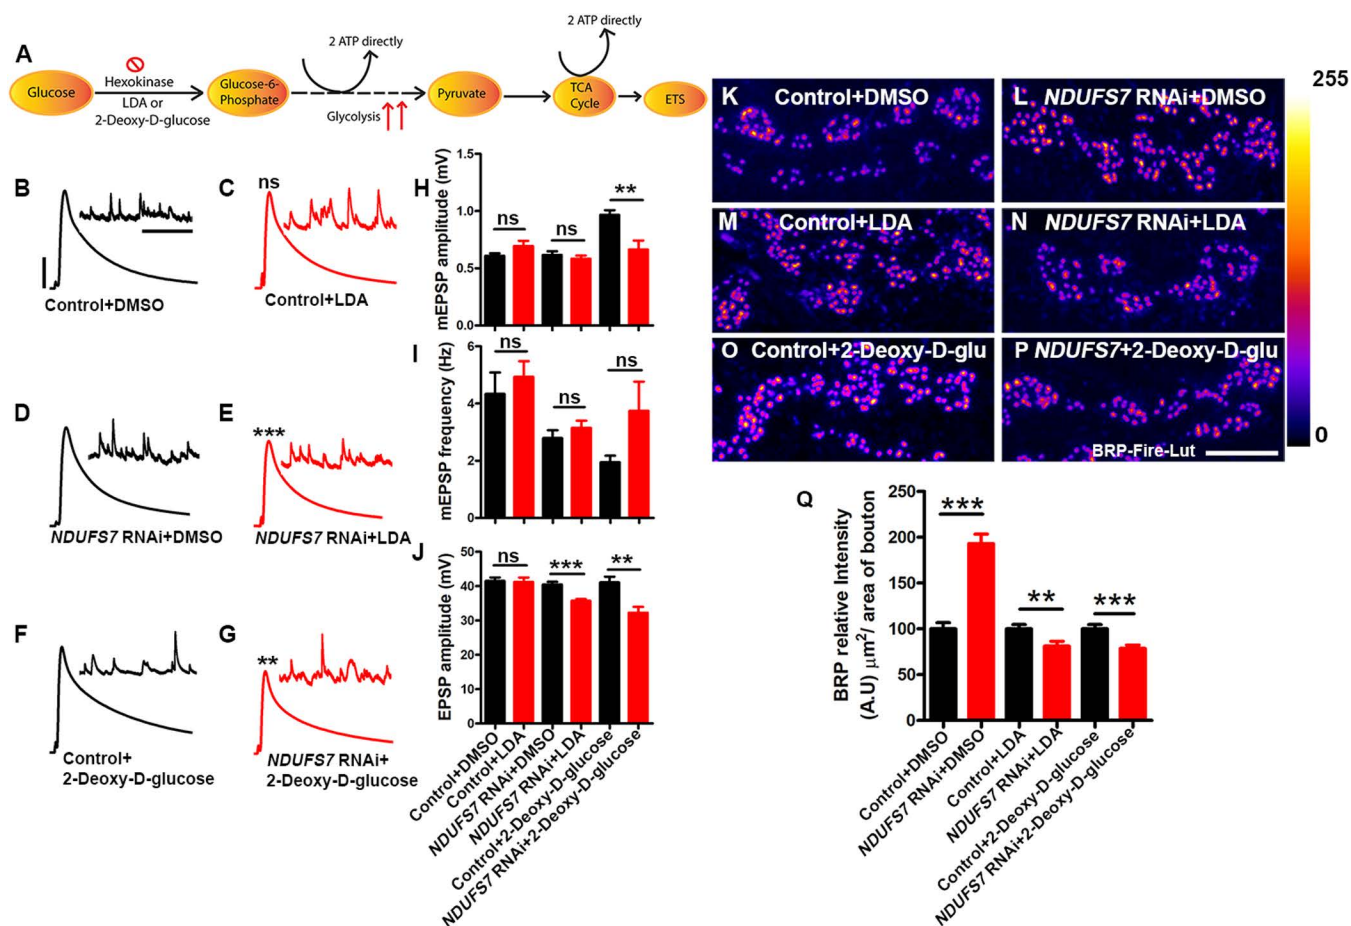 A
2 ATP directly
2 ATP directly
Glucose
Hexokinase
LDA or
2-Deoxy-D-glucose
Glucose-6-
Phosphate
Glycolysis
Pyruvate
TCA
Cycle
ETS
B
Control+DMSO
C
ns
Control+LDA
D
NDUFS7 RNAi+DMSO
E
***
NDUFS7 RNAi+LDA
F
Control+
2-Deoxy-D-glucose
G
**
NDUFS7 RNAi+
2-Deoxy-D-glucose
H
mEPSP amplitude (mV)
1.5
1.0
0.5
0.0
ns
ns
**
I
mEPSP frequency (Hz)
6
4
2
0
ns
ns
ns
J
EPSP amplitude (mV)
50
40
30
20
10
0
ns
***
**
Control+DMSO
Control+LDA
NDUFS7 RNAi+DMSO
NDUFS7 RNAi+LDA
Control+2-Deoxy-D-glucose
NDUFS7 RNAi+2-Deoxy-D-glucose
K Control+DMSO
L NDUFS7 RNAi+DMSO
M Control+LDA
N NDUFS7 RNAi+LDA
O Control+2-Deoxy-D-glu
P NDUFS7+2-Deoxy-D-glu
BRP-Fire-Lut
255
0
Q
BRP relative Intensity
(A.U) μm²/ area of bouton
250
200
150
100
50
0
***
**
***
Control+DMSO
NDUFS7 RNAi+DMSO
Control+LDA
NDUFS7 RNAi+LDA
Control+2-Deoxy-D-glucose
NDUFS7 RNAi+2-Deoxy-D-glucose